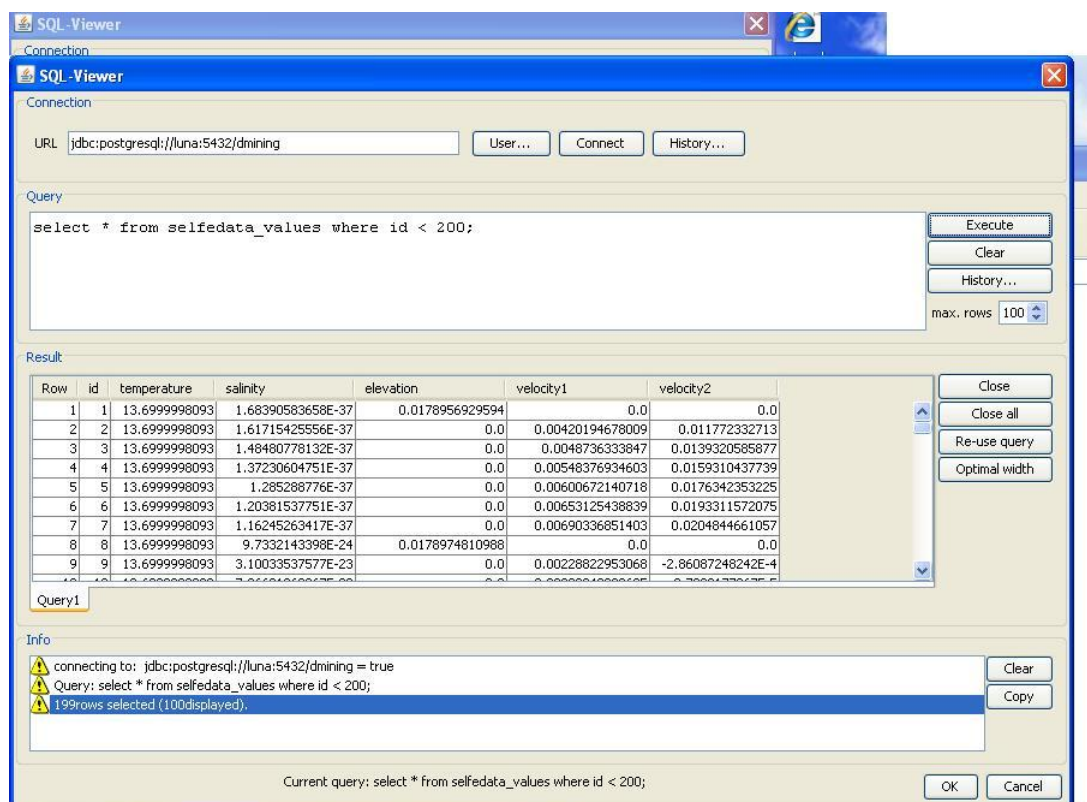 SQL-Viewer
Connection
SQL-Viewer
Connection
URL jdbc:postgresql://luna:5432/dmining User... Connect History...
Query
select * from selfedata_values where id < 200;
Execute
Clear
History...
max. rows 100
Result
Row id temperature salinity elevation velocity1 velocity2
1 1 13.6999998093 1.68390583658E-37 0.0178956929594 0.0 0.0
2 2 13.6999998093 1.61715425556E-37 0.0 0.00420194678009 0.011772332713
3 3 13.6999998093 1.48480778132E-37 0.0 0.0048736333847 0.0139320585877
4 4 13.6999998093 1.37230604751E-37 0.0 0.00548376934603 0.0159310437739
5 5 13.6999998093 1.285288776E-37 0.0 0.00600672140718 0.0176342353225
6 6 13.6999998093 1.20381537751E-37 0.0 0.00653125438839 0.0193311572075
7 7 13.6999998093 1.16245263417E-37 0.0 0.00690336851403 0.0204844661057
8 8 13.6999998093 9.7332143398E-24 0.0178974810988 0.0 0.0
9 9 13.6999998093 3.10033537577E-23 0.0 0.00228822953068 -2.86087248242E-4
Close
Close all
Re-use query
Optimal width
Query1
Info
connecting to: jdbc:postgresql://luna:5432/dmining = true
Query: select * from selfedata_values where id < 200;
199rows selected (100displayed).
Clear
Copy
Current query: select * from selfedata_values where id < 200;
OK Cancel